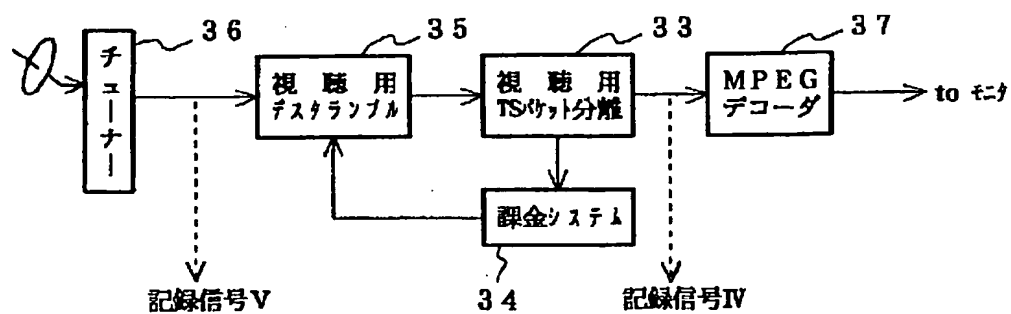 36
チューナー
35
視聴用
デスクランブル
33
視聴用
TSパケット分離
37
MPEG
デコーダ
to モニタ
課金システム
34
記録信号V
記録信号Ⅳ